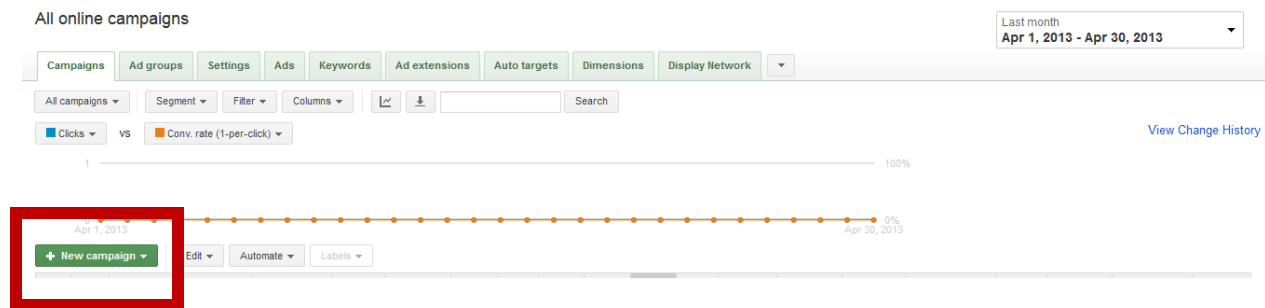 All online campaigns
Last month
Apr 1, 2013 - Apr 30, 2013
Campaigns Ad groups Settings Ads Keywords Ad extensions Auto targets Dimensions Display Network
All campaigns Segment Filter Columns Search
Clicks VS Conv. rate (1-per-click) View Change History
1 100%
0 0%
Apr 1, 2013 Apr 30, 2013
+ New campaign Edit Automate Labels